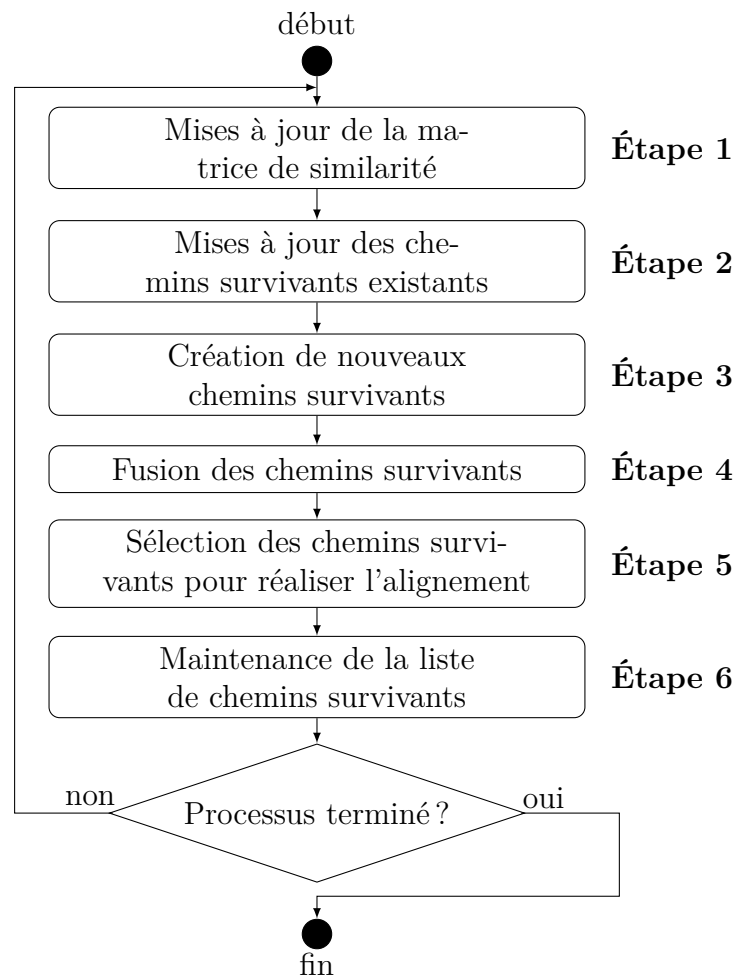 début
Mises à jour de la ma-
trice de similarité
Étape 1
Mises à jour des che-
mins survivants existants
Étape 2
Création de nouveaux
chemins survivants
Étape 3
Fusion des chemins survivants
Étape 4
Sélection des chemins survi-
vants pour réaliser l'alignement
Étape 5
Maintenance de la liste
de chemins survivants
Étape 6
non
Processus terminé ?
oui
fin